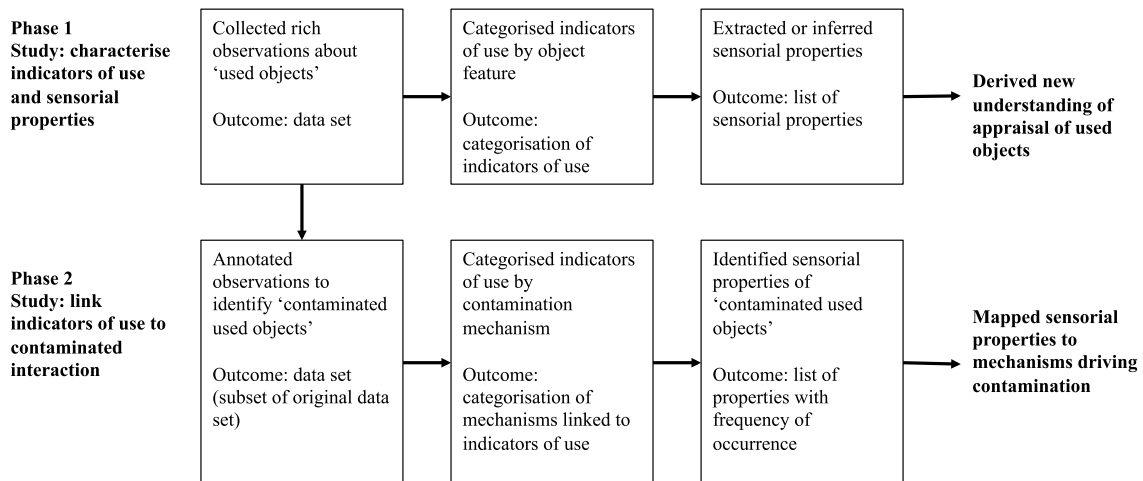 Phase 1
Study: characterise
indicators of use
and sensorial
properties
Collected rich
observations about
‘used objects’
Outcome: data set
Categorised indicators
of use by object
feature
Outcome:
categorisation of
indicators of use
Extracted or inferred
sensorial properties
Outcome: list of
sensorial properties
Derived new
understanding of
appraisal of used
objects
Phase 2
Study: link
indicators of use to
contaminated
interaction
Annotated
observations to
identify ‘contaminated
used objects’
Outcome: data set
(subset of original data
set)
Categorised indicators
of use by
contamination
mechanism
Outcome:
categorisation of
mechanisms linked to
indicators of use
Identified sensorial
properties of
‘contaminated used
objects’
Outcome: list of
properties with
frequency of
occurrence
Mapped sensorial
properties to
mechanisms driving
contamination